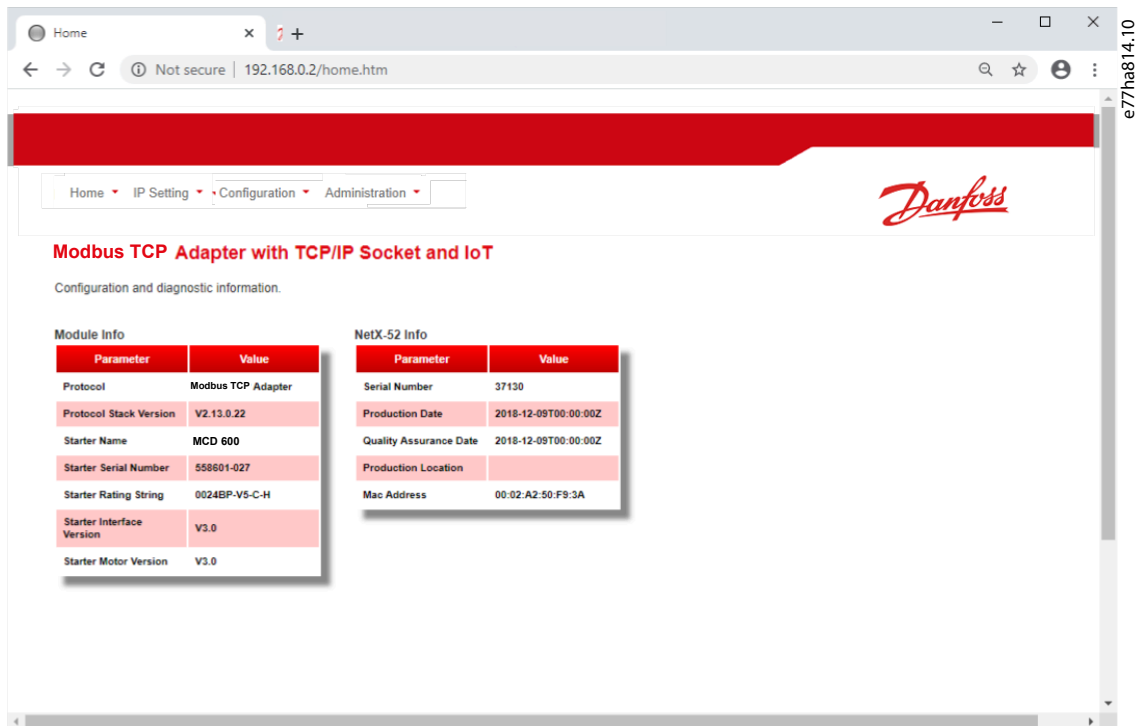 Home
Not secure
192.168.0.2/home.htm
e77ha814.10
Home IP Setting Configuration Administration
Danfoss
Modbus TCP Adapter with TCP/IP Socket and IoT
Configuration and diagnostic information.
Module Info
Parameter Value
Protocol Modbus TCP Adapter
Protocol Stack Version V2.13.0.22
Starter Name MCD 600
Starter Serial Number 558601-027
Starter Rating String 0024BP-V5-C-H
Starter Interface
Version V3.0
Starter Motor Version V3.0
NetX-52 Info
Parameter Value
Serial Number 37130
Production Date 2018-12-09T00:00:00Z
Quality Assurance Date 2018-12-09T00:00:00Z
Production Location
Mac Address 00:02:A2:50:F9:3A